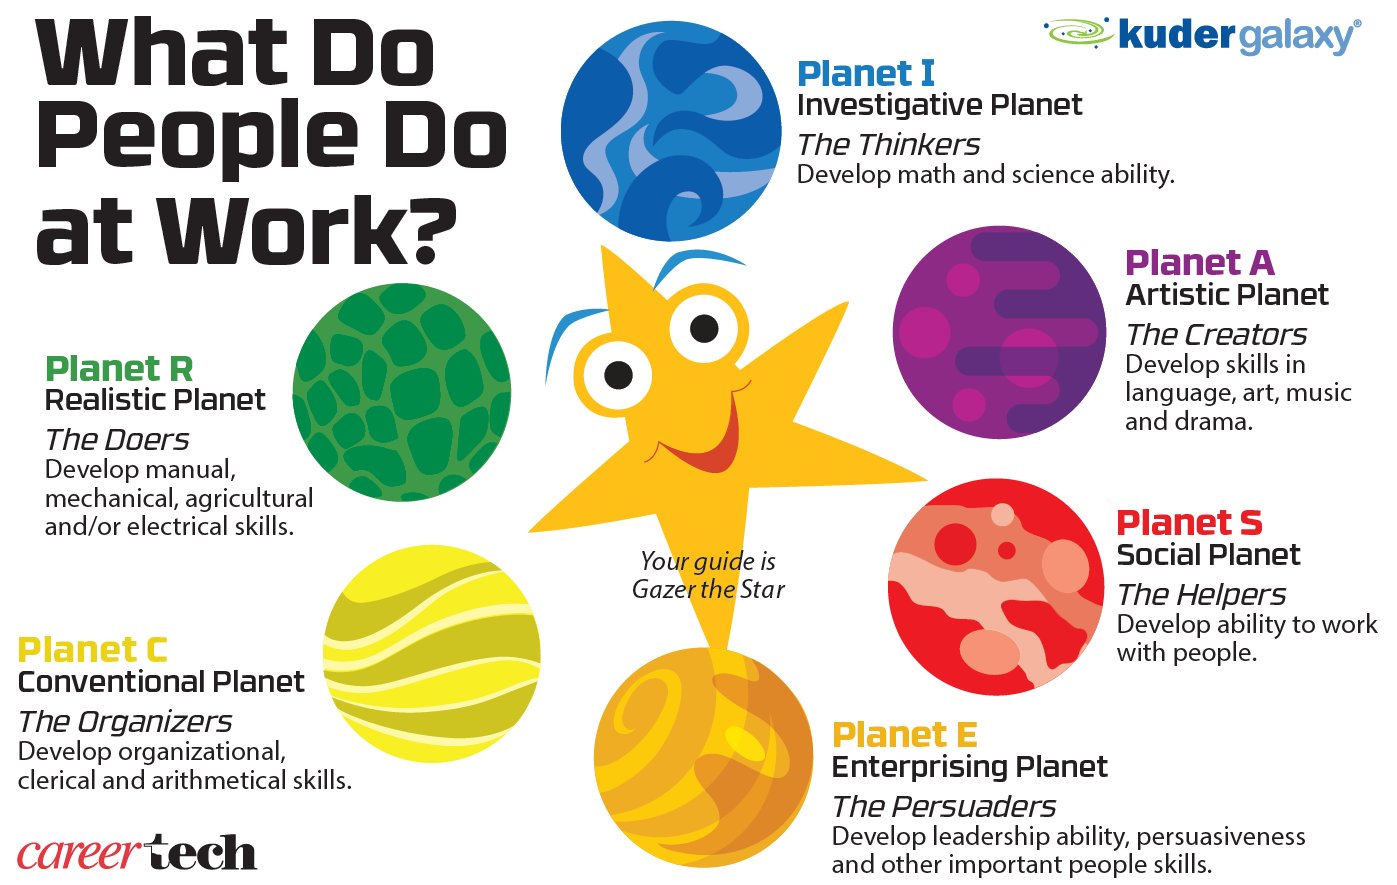 What Do
People Do
at Work?
kudergalaxy®
Planet I
Investigative Planet
The Thinkers
Develop math and science ability.
Planet A
Artistic Planet
The Creators
Develop skills in
language, art, music
and drama.
Planet R
Realistic Planet
The Doers
Develop manual,
mechanical, agricultural
and/or electrical skills.
Planet S
Social Planet
The Helpers
Develop ability to work
with people.
Your guide is
Gazer the Star
Planet C
Conventional Planet
The Organizers
Develop organizational,
clerical and arithmetical skills.
Planet E
Enterprising Planet
The Persuaders
Develop leadership ability, persuasiveness
and other important people skills.
careertech